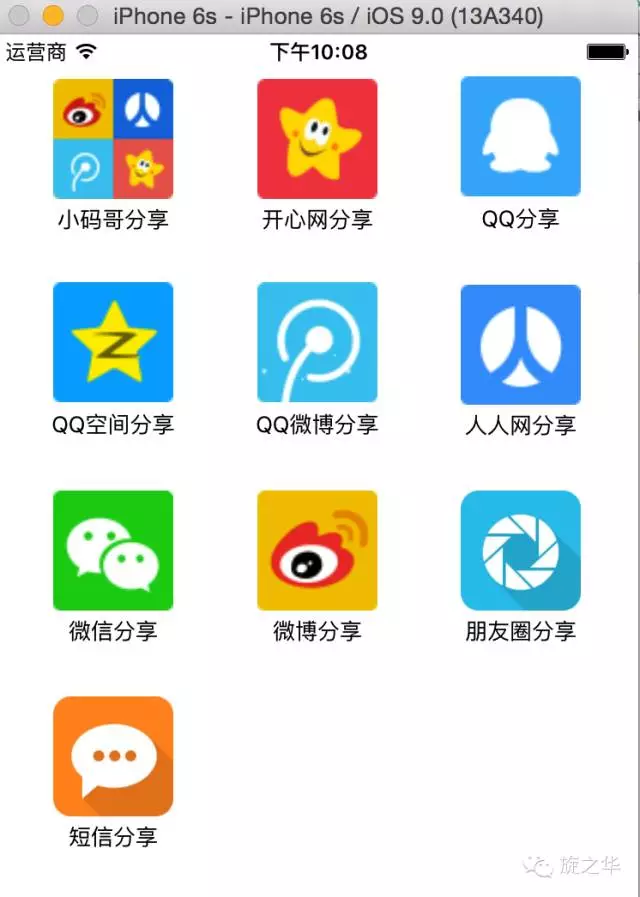 iPhone 6s - iPhone 6s / iOS 9.0 (13A340)
运营商 下午10:08
小码哥分享 开心网分享 QQ分享
QQ空间分享 QQ微博分享 人人网分享
微信分享 微博分享 朋友圈分享
短信分享
旋之华